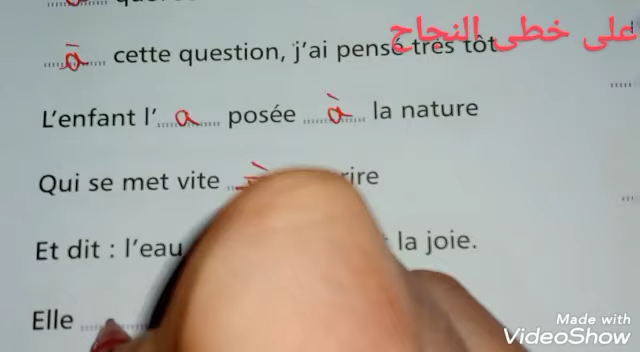 على خطى النجاح
à cette question, j'ai pensé très tôt
L'enfant l' a posée à la nature
Qui se met vite à rire
Et dit : l'eau la joie.
Elle
Made with
VideoShow